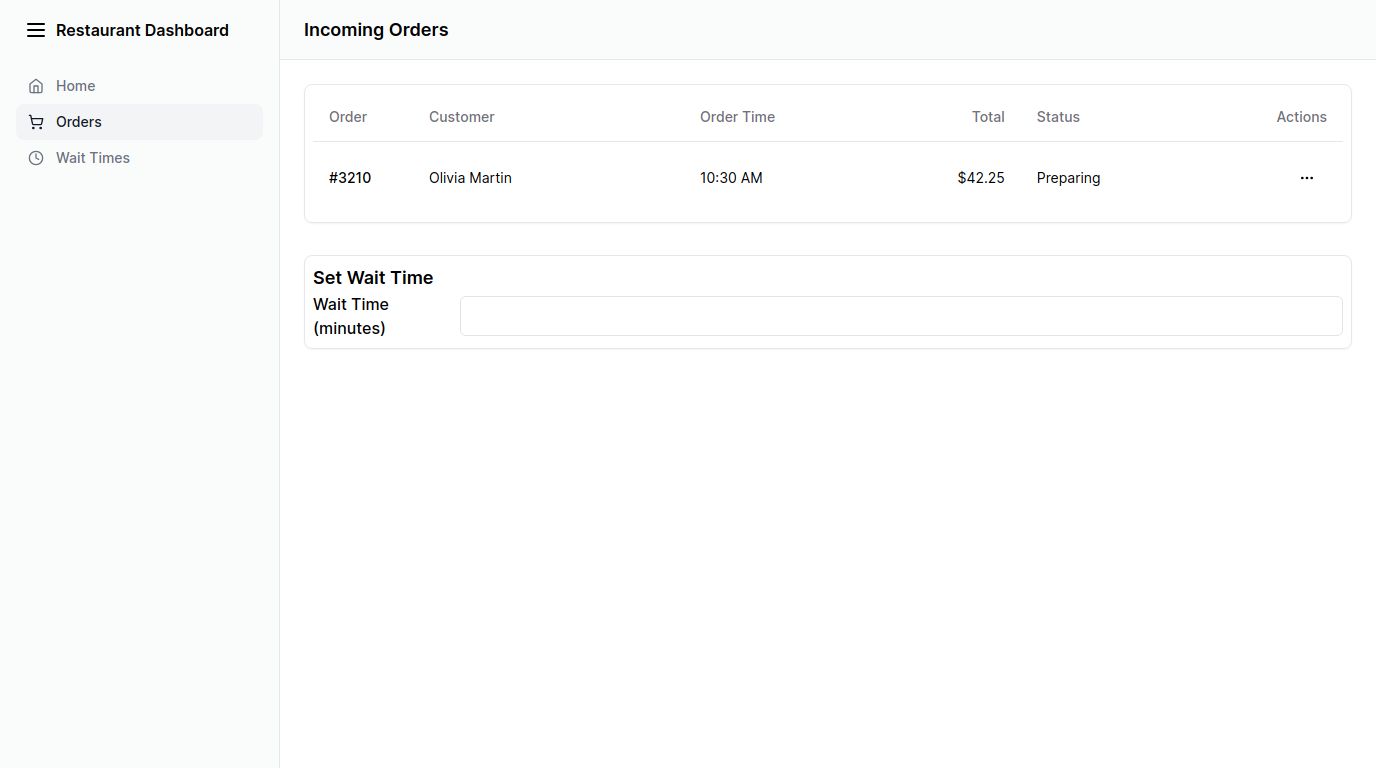 Restaurant Dashboard
Home
Orders
Wait Times
Incoming Orders
Order Customer Order Time Total Status Actions
#3210 Olivia Martin 10:30 AM $42.25 Preparing
Set Wait Time
Wait Time
(minutes)